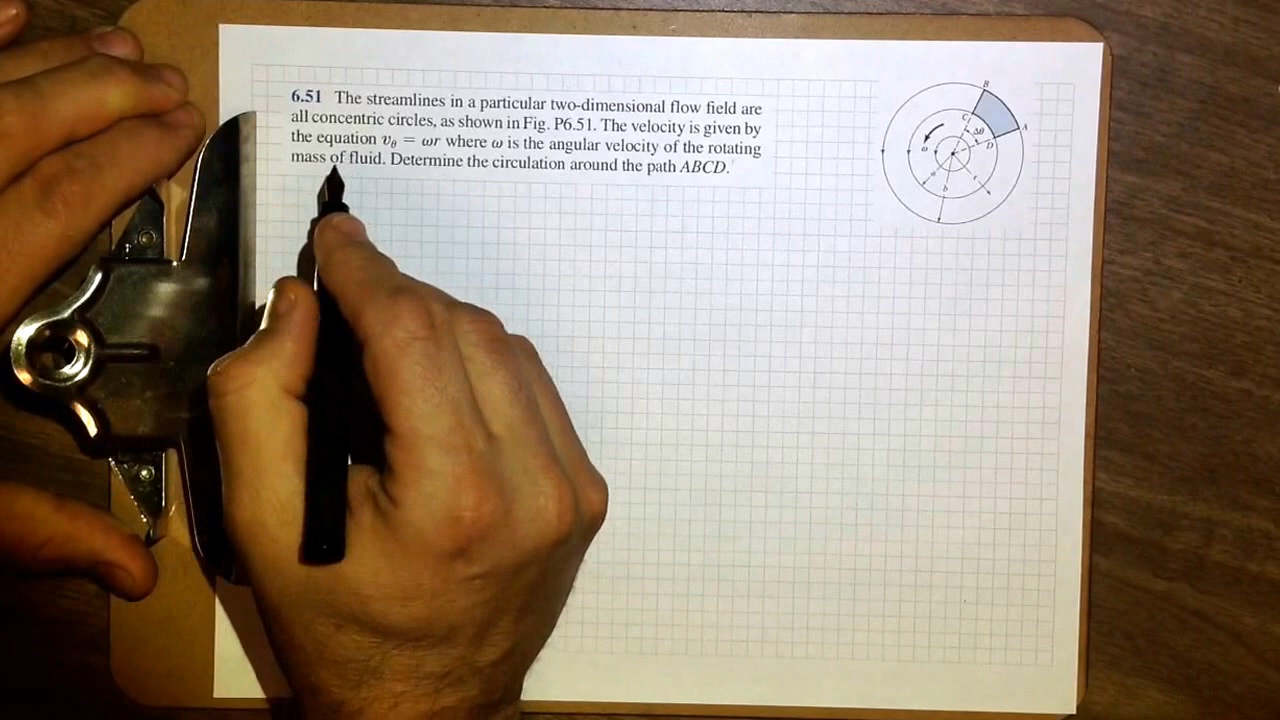 6.51 The streamlines in a particular two-dimensional flow field are
all concentric circles, as shown in Fig. P6.51. The velocity is given by
the equation vθ = ωr where ω is the angular velocity of the rotating
mass of fluid. Determine the circulation around the path ABCD.
B
A
C
Δθ
D
ω
a
r
b